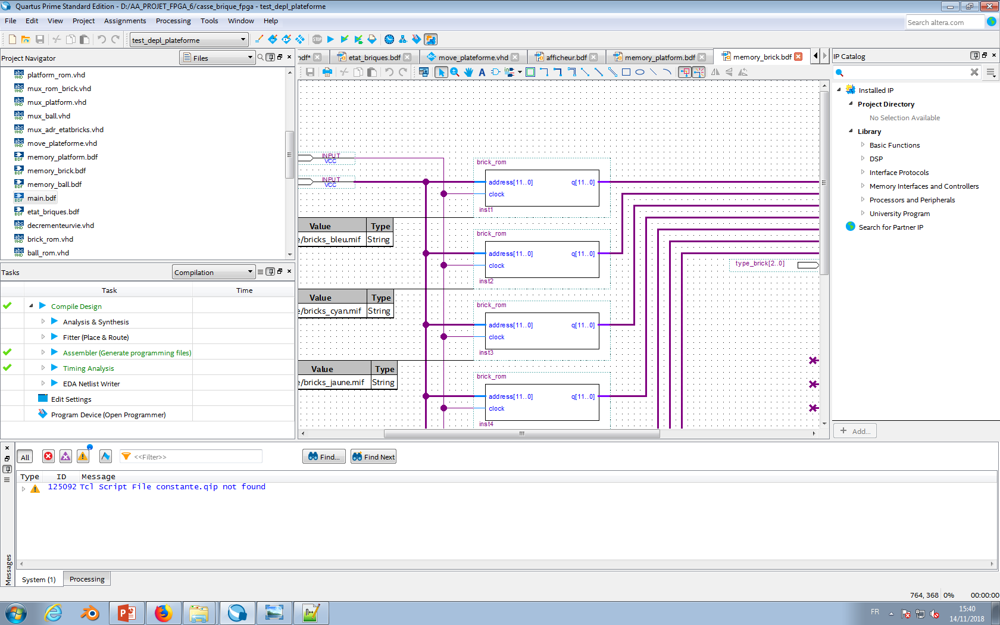 Quartus Prime Standard Edition - D:/AA_PROJET_FPGA_6/casse_brique_fpga - test_depl_plateforme
File Edit View Project Assignments Processing Tools Window Help
Search altera.com
test_depl_plateforme
STOP
Project Navigator
Files
platform_rom.vhd
mux_rom_brick.vhd
mux_platform.vhd
mux_ball.vhd
mux_adr_etatbricks.vhd
move_plateforme.vhd
memory_platform.bdf
memory_brick.bdf
memory_ball.bdf
main.bdf
etat_briques.bdf
decrementeurvie.vhd
brick_rom.vhd
ball_rom.vhd
Tasks
Compilation
Task Time
Compile Design
Analysis & Synthesis
Fitter (Place & Route)
Assembler (Generate programming files)
Timing Analysis
EDA Netlist Writer
Edit Settings
Program Device (Open Programmer)
odf* etat_briques.bdf move_plateforme.vhd afficheur.bdf memory_platform.bdf memory_brick.bdf
INPUT
VCC
INPUT
VCC
brick_rom
address[11..0] q[11..0]
clock
inst1
Value Type
e/bricks_bleu.mif String
brick_rom
address[11..0] q[11..0]
clock
inst2
type_brick[2..0]
Value Type
e/bricks_cyan.mif String
brick_rom
address[11..0] q[11..0]
clock
inst3
Value Type
e/bricks_jaune.mif String
brick_rom
address[11..0] q[11..0]
clock
inst4
IP Catalog
Installed IP
Project Directory
No Selection Available
Library
Basic Functions
DSP
Interface Protocols
Memory Interfaces and Controllers
Processors and Peripherals
University Program
Search for Partner IP
+ Add...
All
<<Filter>>
Find...
Find Next
Type ID Message
125092 Tcl Script File constante.qip not found
Messages
System (1) Processing
764, 368 0% 00:00:00
FR
15:40
14/11/2018